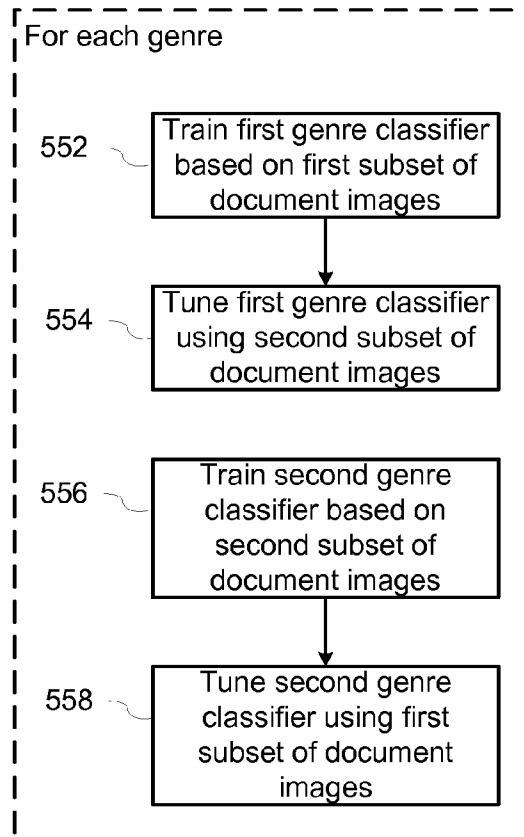 For each genre
552
Train first genre classifier
based on first subset of
document images
554
Tune first genre classifier
using second subset of
document images
556
Train second genre
classifier based on
second subset of
document images
558
Tune second genre
classifier using first
subset of document
images